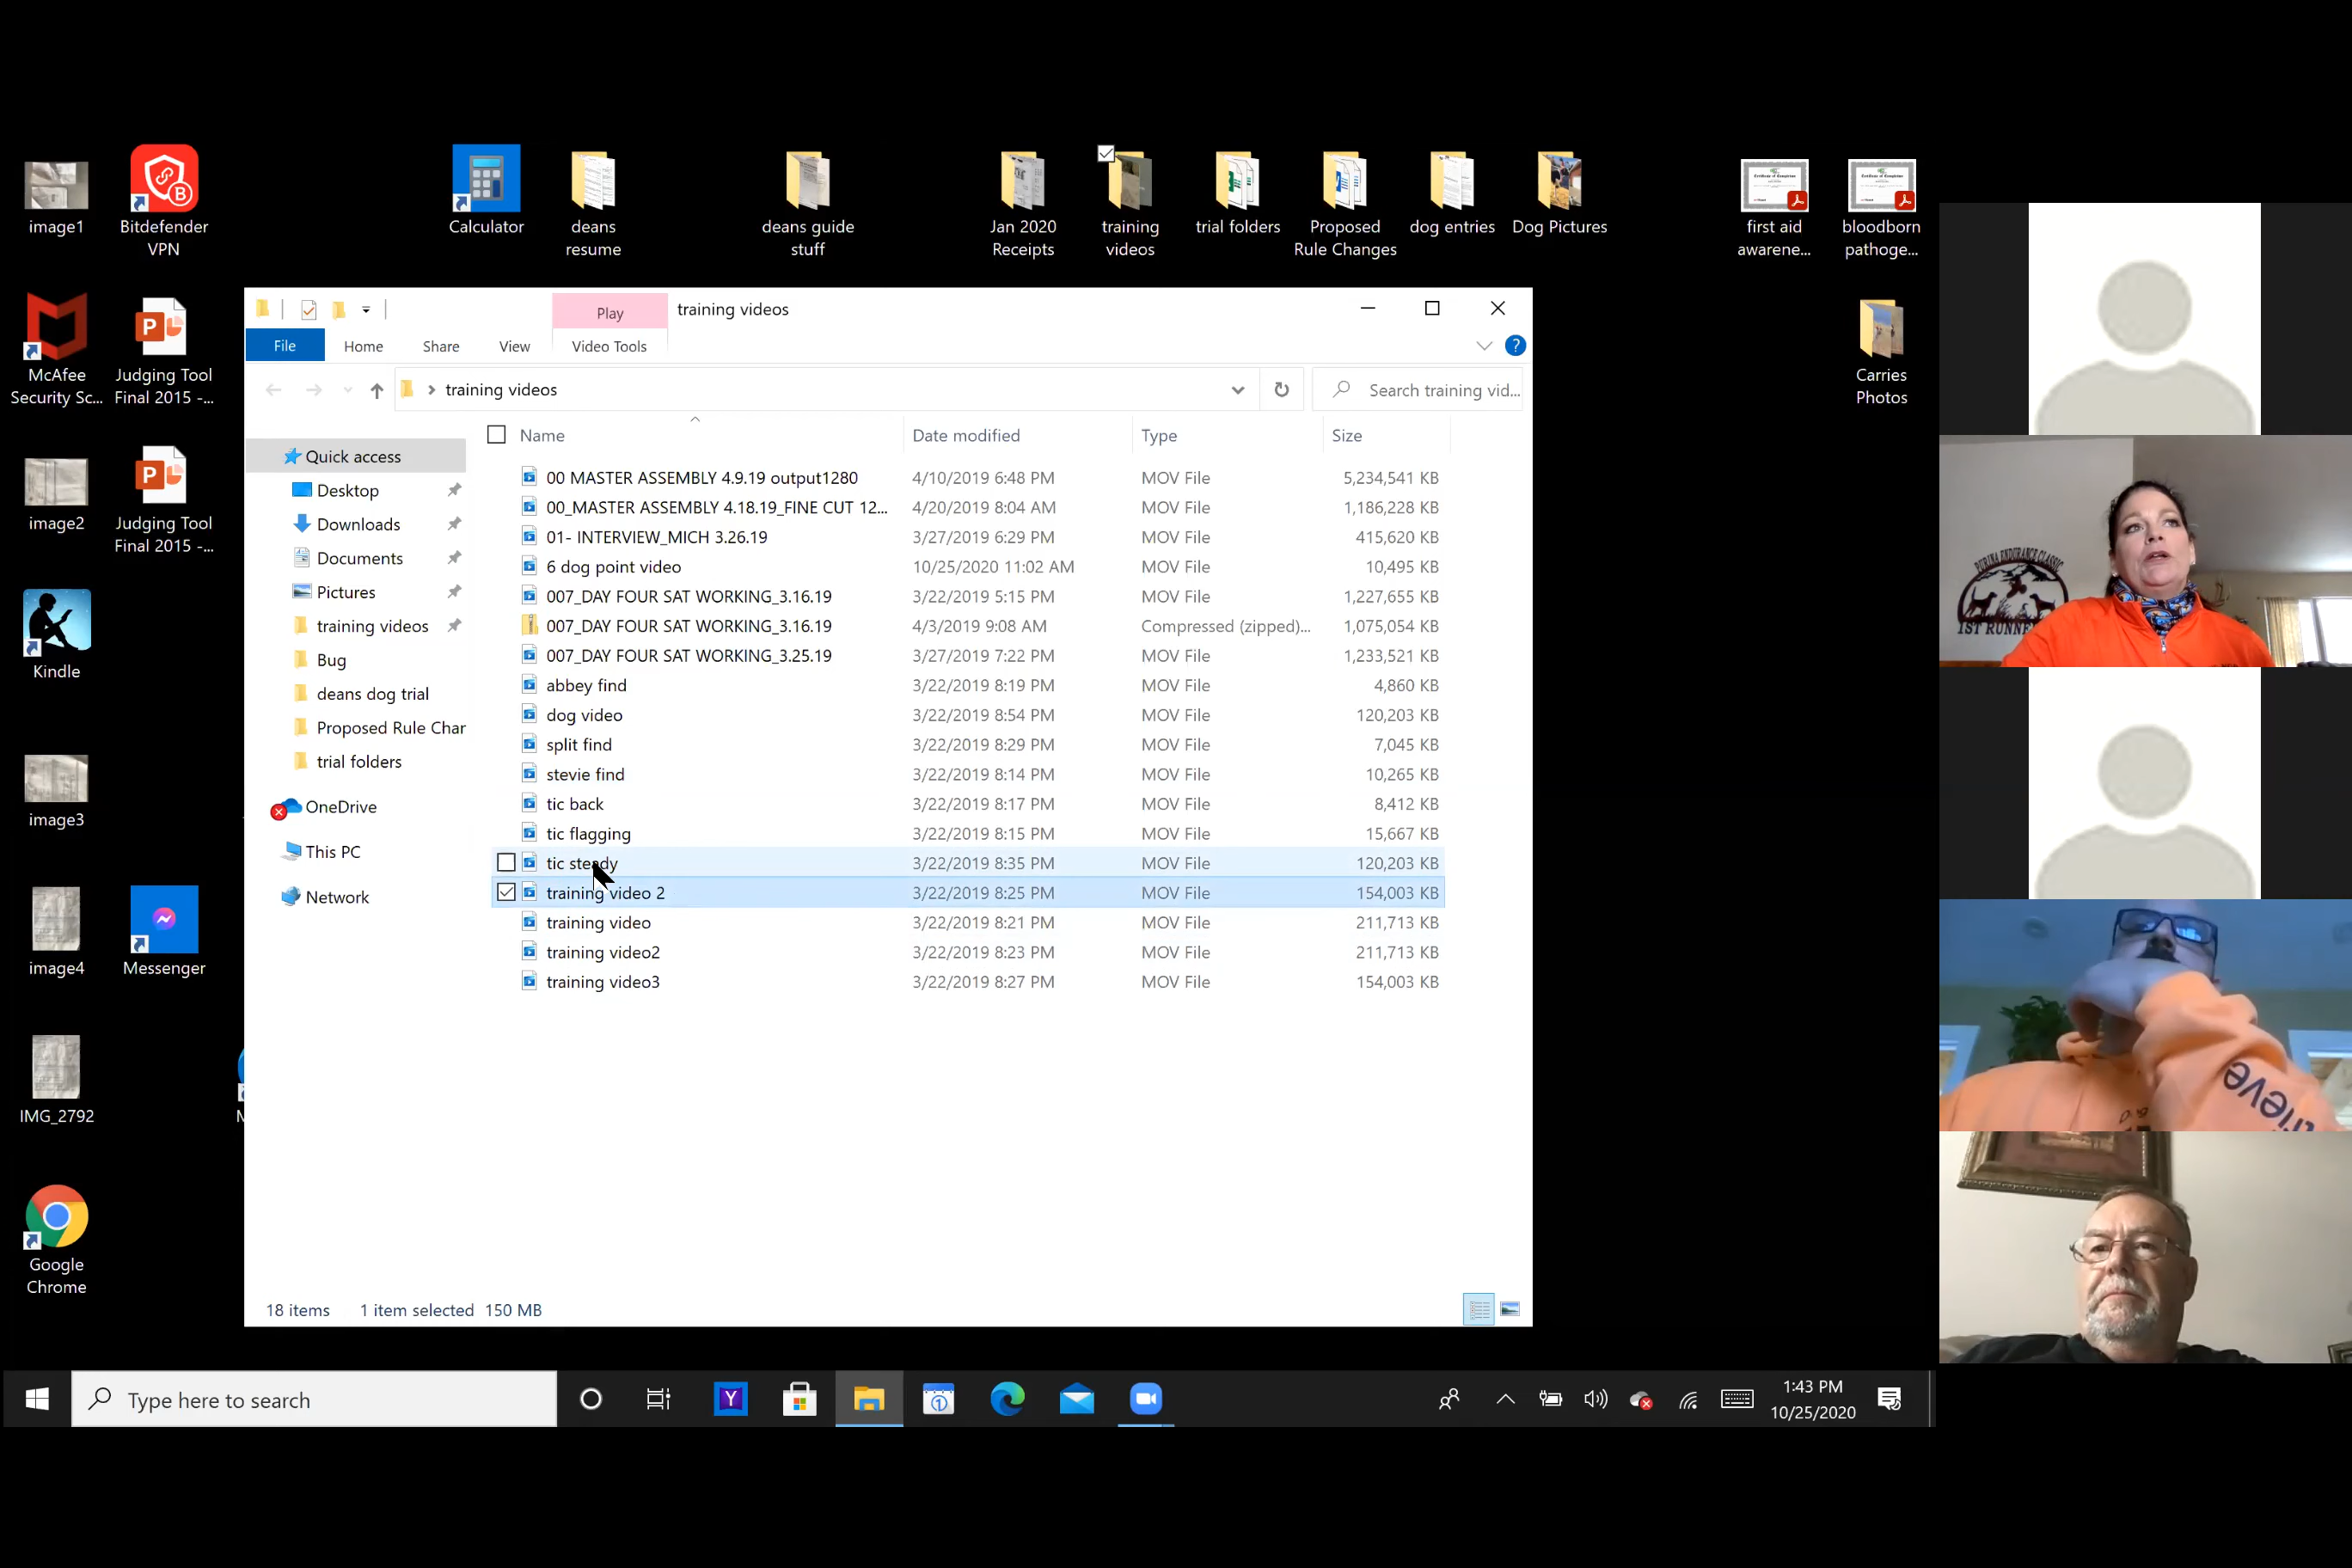 image1
Bitdefender
VPN
Calculator
deans
resume
deans guide
stuff
Jan 2020
Receipts
training
videos
trial folders
Proposed
Rule Changes
dog entries
Dog Pictures
first aid
awarene...
bloodborn
pathoge...
McAfee
Security Sc...
Judging Tool
Final 2015 -...
Carries
Photos
image2
Judging Tool
Final 2015 -...
Kindle
image3
image4
Messenger
IMG_2792
Google
Chrome
Play
training videos
File
Home
Share
View
Video Tools
training videos
Search training vid...
Name
Date modified
Type
Size
Quick access
Desktop
Downloads
Documents
Pictures
training videos
Bug
deans dog trial
Proposed Rule Char
trial folders
OneDrive
This PC
Network
00 MASTER ASSEMBLY 4.9.19 output1280 4/10/2019 6:48 PM MOV File 5,234,541 KB
00_MASTER ASSEMBLY 4.18.19_FINE CUT 12... 4/20/2019 8:04 AM MOV File 1,186,228 KB
01- INTERVIEW_MICH 3.26.19 3/27/2019 6:29 PM MOV File 415,620 KB
6 dog point video 10/25/2020 11:02 AM MOV File 10,495 KB
007_DAY FOUR SAT WORKING_3.16.19 3/22/2019 5:15 PM MOV File 1,227,655 KB
007_DAY FOUR SAT WORKING_3.16.19 4/3/2019 9:08 AM Compressed (zipped)... 1,075,054 KB
007_DAY FOUR SAT WORKING_3.25.19 3/27/2019 7:22 PM MOV File 1,233,521 KB
abbey find 3/22/2019 8:19 PM MOV File 4,860 KB
dog video 3/22/2019 8:54 PM MOV File 120,203 KB
split find 3/22/2019 8:29 PM MOV File 7,045 KB
stevie find 3/22/2019 8:14 PM MOV File 10,265 KB
tic back 3/22/2019 8:17 PM MOV File 8,412 KB
tic flagging 3/22/2019 8:15 PM MOV File 15,667 KB
tic steady 3/22/2019 8:35 PM MOV File 120,203 KB
training video 2 3/22/2019 8:25 PM MOV File 154,003 KB
training video 3/22/2019 8:21 PM MOV File 211,713 KB
training video2 3/22/2019 8:23 PM MOV File 211,713 KB
training video3 3/22/2019 8:27 PM MOV File 154,003 KB
18 items 1 item selected 150 MB
Type here to search
1:43 PM
10/25/2020
PURINA ENDURANCE CLASSIC
1ST RUNNE
trieve